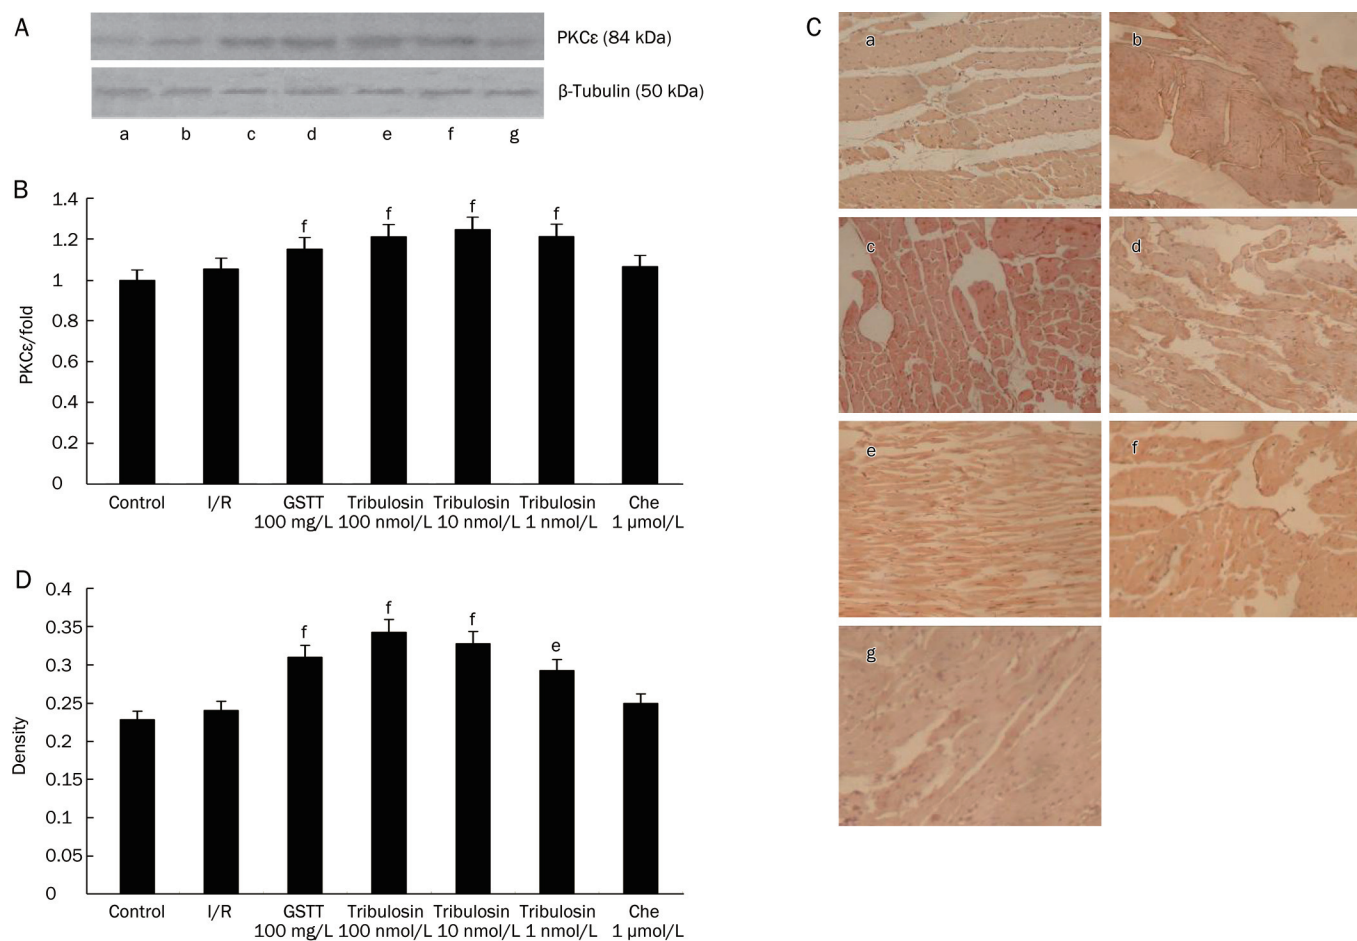 A
PKCε (84 kDa)
β-Tubulin (50 kDa)
a b c d e f g
B
1.4
1.2
1
0.8
0.6
0.4
0.2
0
PKCε/fold
f f f f
Control I/R GSTT Tribulosin Tribulosin Tribulosin Che
100 mg/L 100 nmol/L 10 nmol/L 1 nmol/L 1 μmol/L
D
0.4
0.35
0.3
0.25
0.2
0.15
0.1
0.05
0
Density
f f f e
Control I/R GSTT Tribulosin Tribulosin Tribulosin Che
100 mg/L 100 nmol/L 10 nmol/L 1 nmol/L 1 μmol/L
C
a b
c d
e f
g